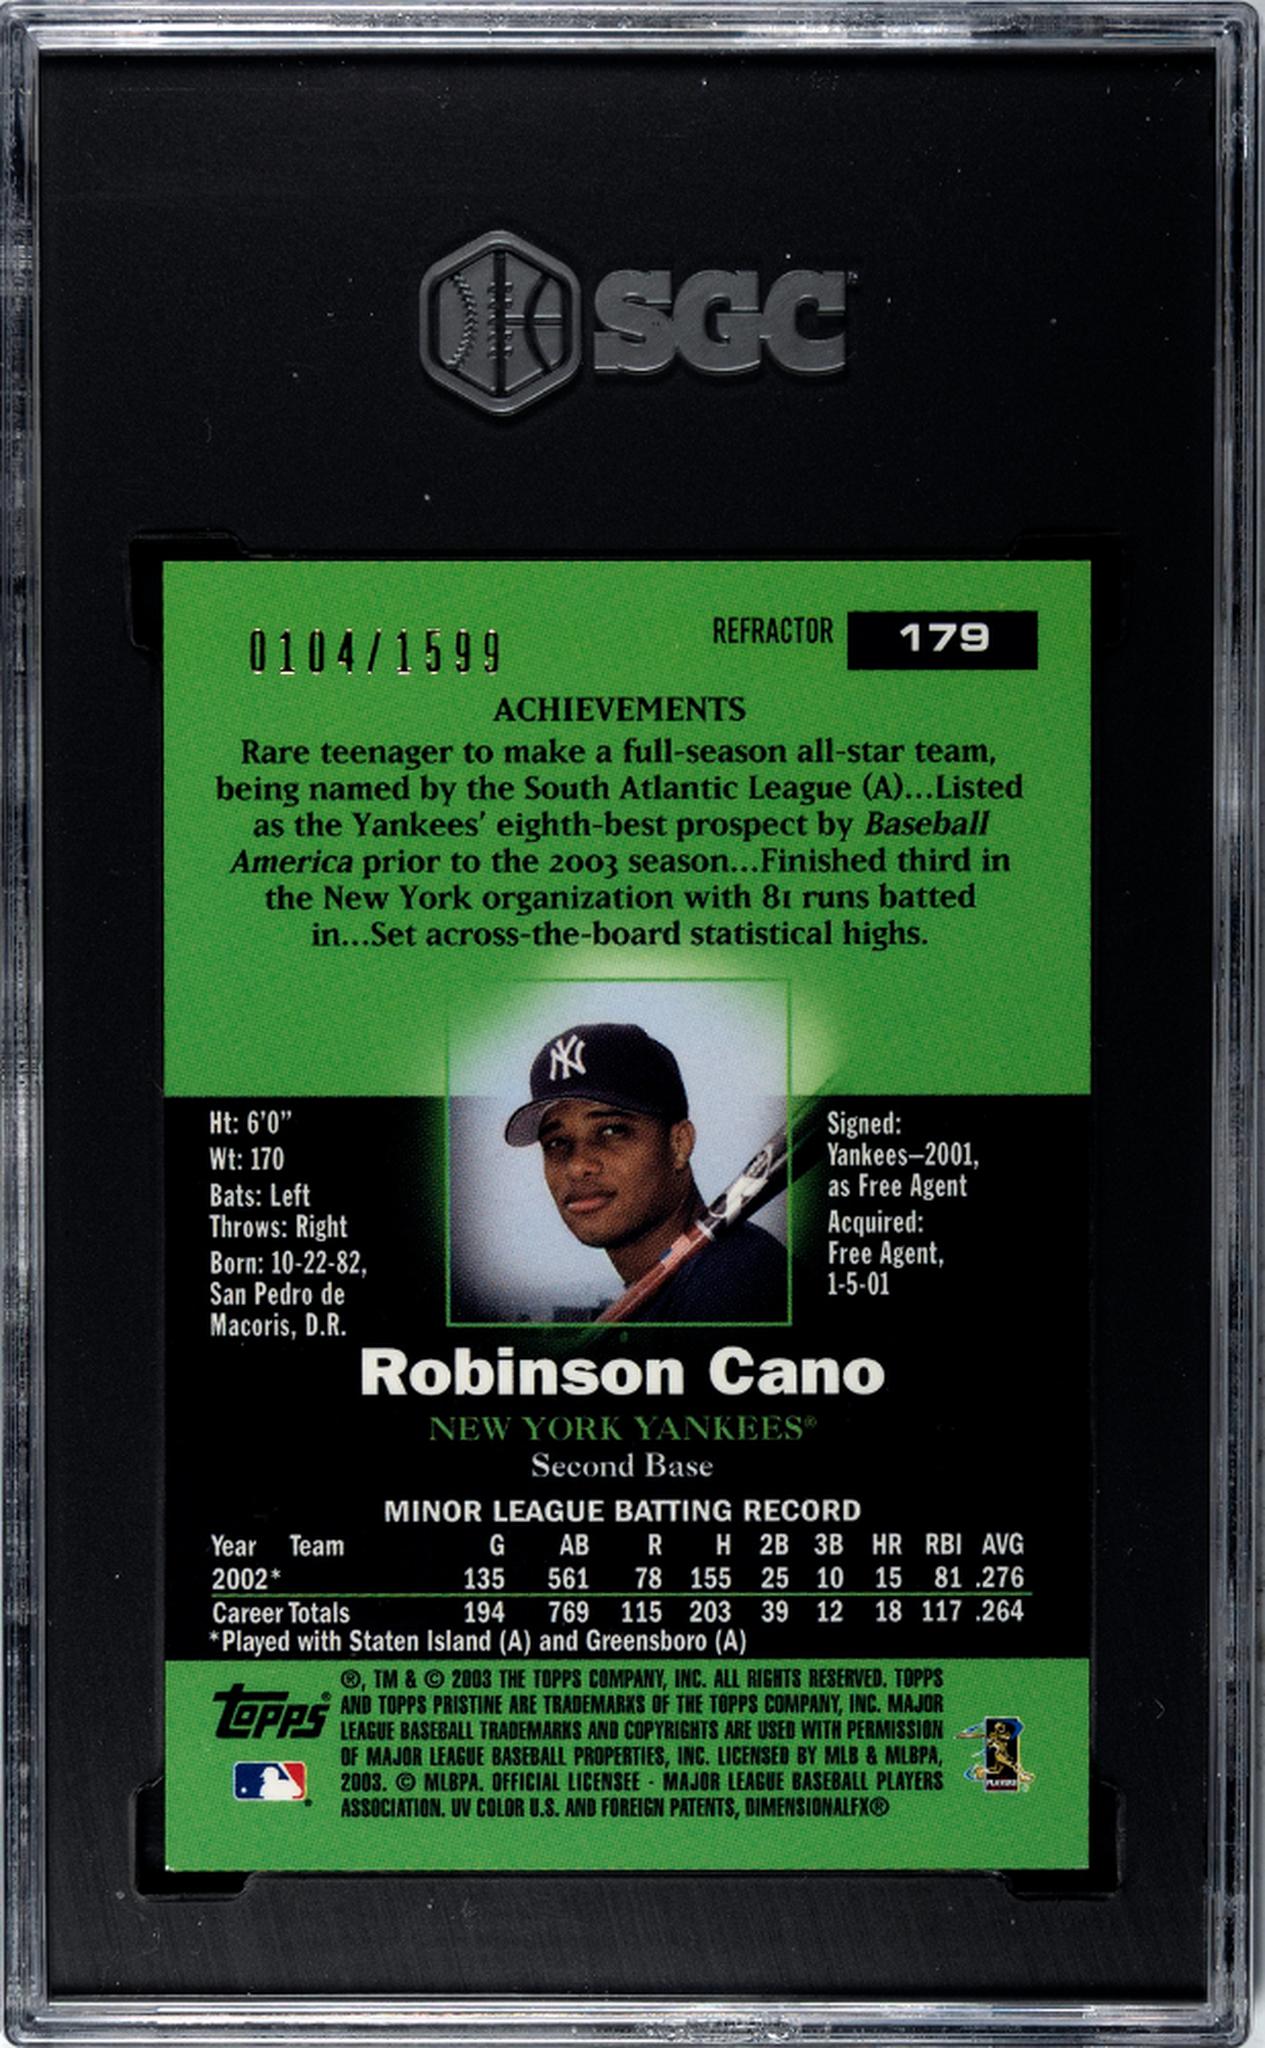 SGC
0104/1599
REFRACTOR 179
ACHIEVEMENTS
Rare teenager to make a full-season all-star team,
being named by the South Atlantic League (A)...Listed
as the Yankees' eighth-best prospect by Baseball
America prior to the 2003 season...Finished third in
the New York organization with 81 runs batted
in...Set across-the-board statistical highs.
NY
Ht: 6'0"
Wt: 170
Bats: Left
Throws: Right
Born: 10-22-82,
San Pedro de
Macoris, D.R.
Signed:
Yankees–2001,
as Free Agent
Acquired:
Free Agent,
1-5-01
Robinson Cano
NEW YORK YANKEES®
Second Base
MINOR LEAGUE BATTING RECORD
Year Team G AB R H 2B 3B HR RBI AVG
2002* 135 561 78 155 25 10 15 81 .276
Career Totals 194 769 115 203 39 12 18 117 .264
*Played with Staten Island (A) and Greensboro (A)
topps®
®, TM & © 2003 THE TOPPS COMPANY, INC. ALL RIGHTS RESERVED. TOPPS
AND TOPPS PRISTINE ARE TRADEMARKS OF THE TOPPS COMPANY, INC. MAJOR
LEAGUE BASEBALL TRADEMARKS AND COPYRIGHTS ARE USED WITH PERMISSION
OF MAJOR LEAGUE BASEBALL PROPERTIES, INC. LICENSED BY MLB & MLBPA,
2003. © MLBPA. OFFICIAL LICENSEE - MAJOR LEAGUE BASEBALL PLAYERS
ASSOCIATION. UV COLOR U.S. AND FOREIGN PATENTS, DIMENSIONALFX®
PLAYERS